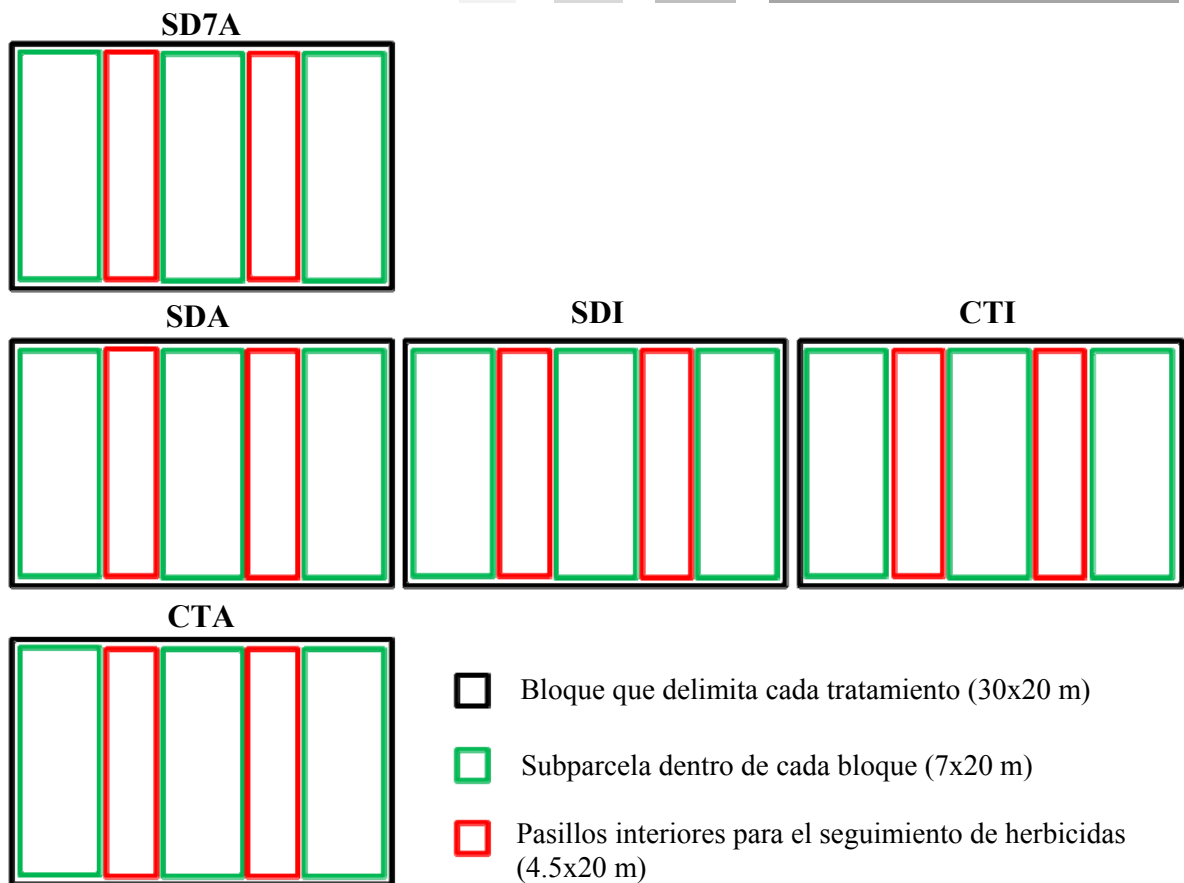 SD7A
SDA
SDI
CTI
CTA
Bloque que delimita cada tratamiento (30x20 m)
Subparcela dentro de cada bloque (7x20 m)
Pasillos interiores para el seguimiento de herbicidas
(4.5x20 m)